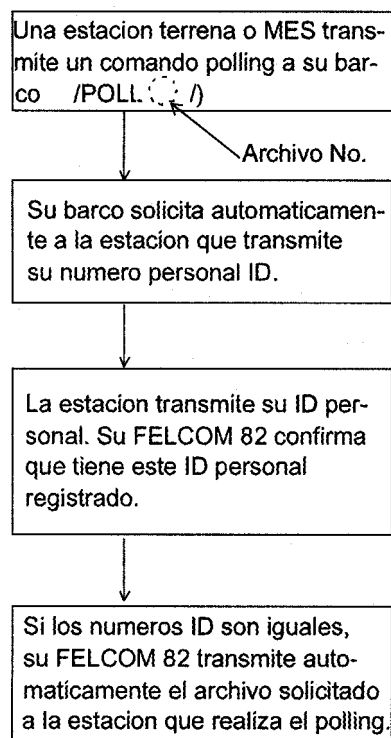 Una estacion terrena o MES trans-
mite un comando polling a su bar-
co /POLL /)
Archivo No.
Su barco solicita automaticamen-
te a la estacion que transmite
su numero personal ID.
La estacion transmite su ID per-
sonal. Su FELCOM 82 confirma
que tiene este ID personal
registrado.
Si los numeros ID son iguales,
su FELCOM 82 transmite auto-
maticamente el archivo solicitado
a la estacion que realiza el polling.